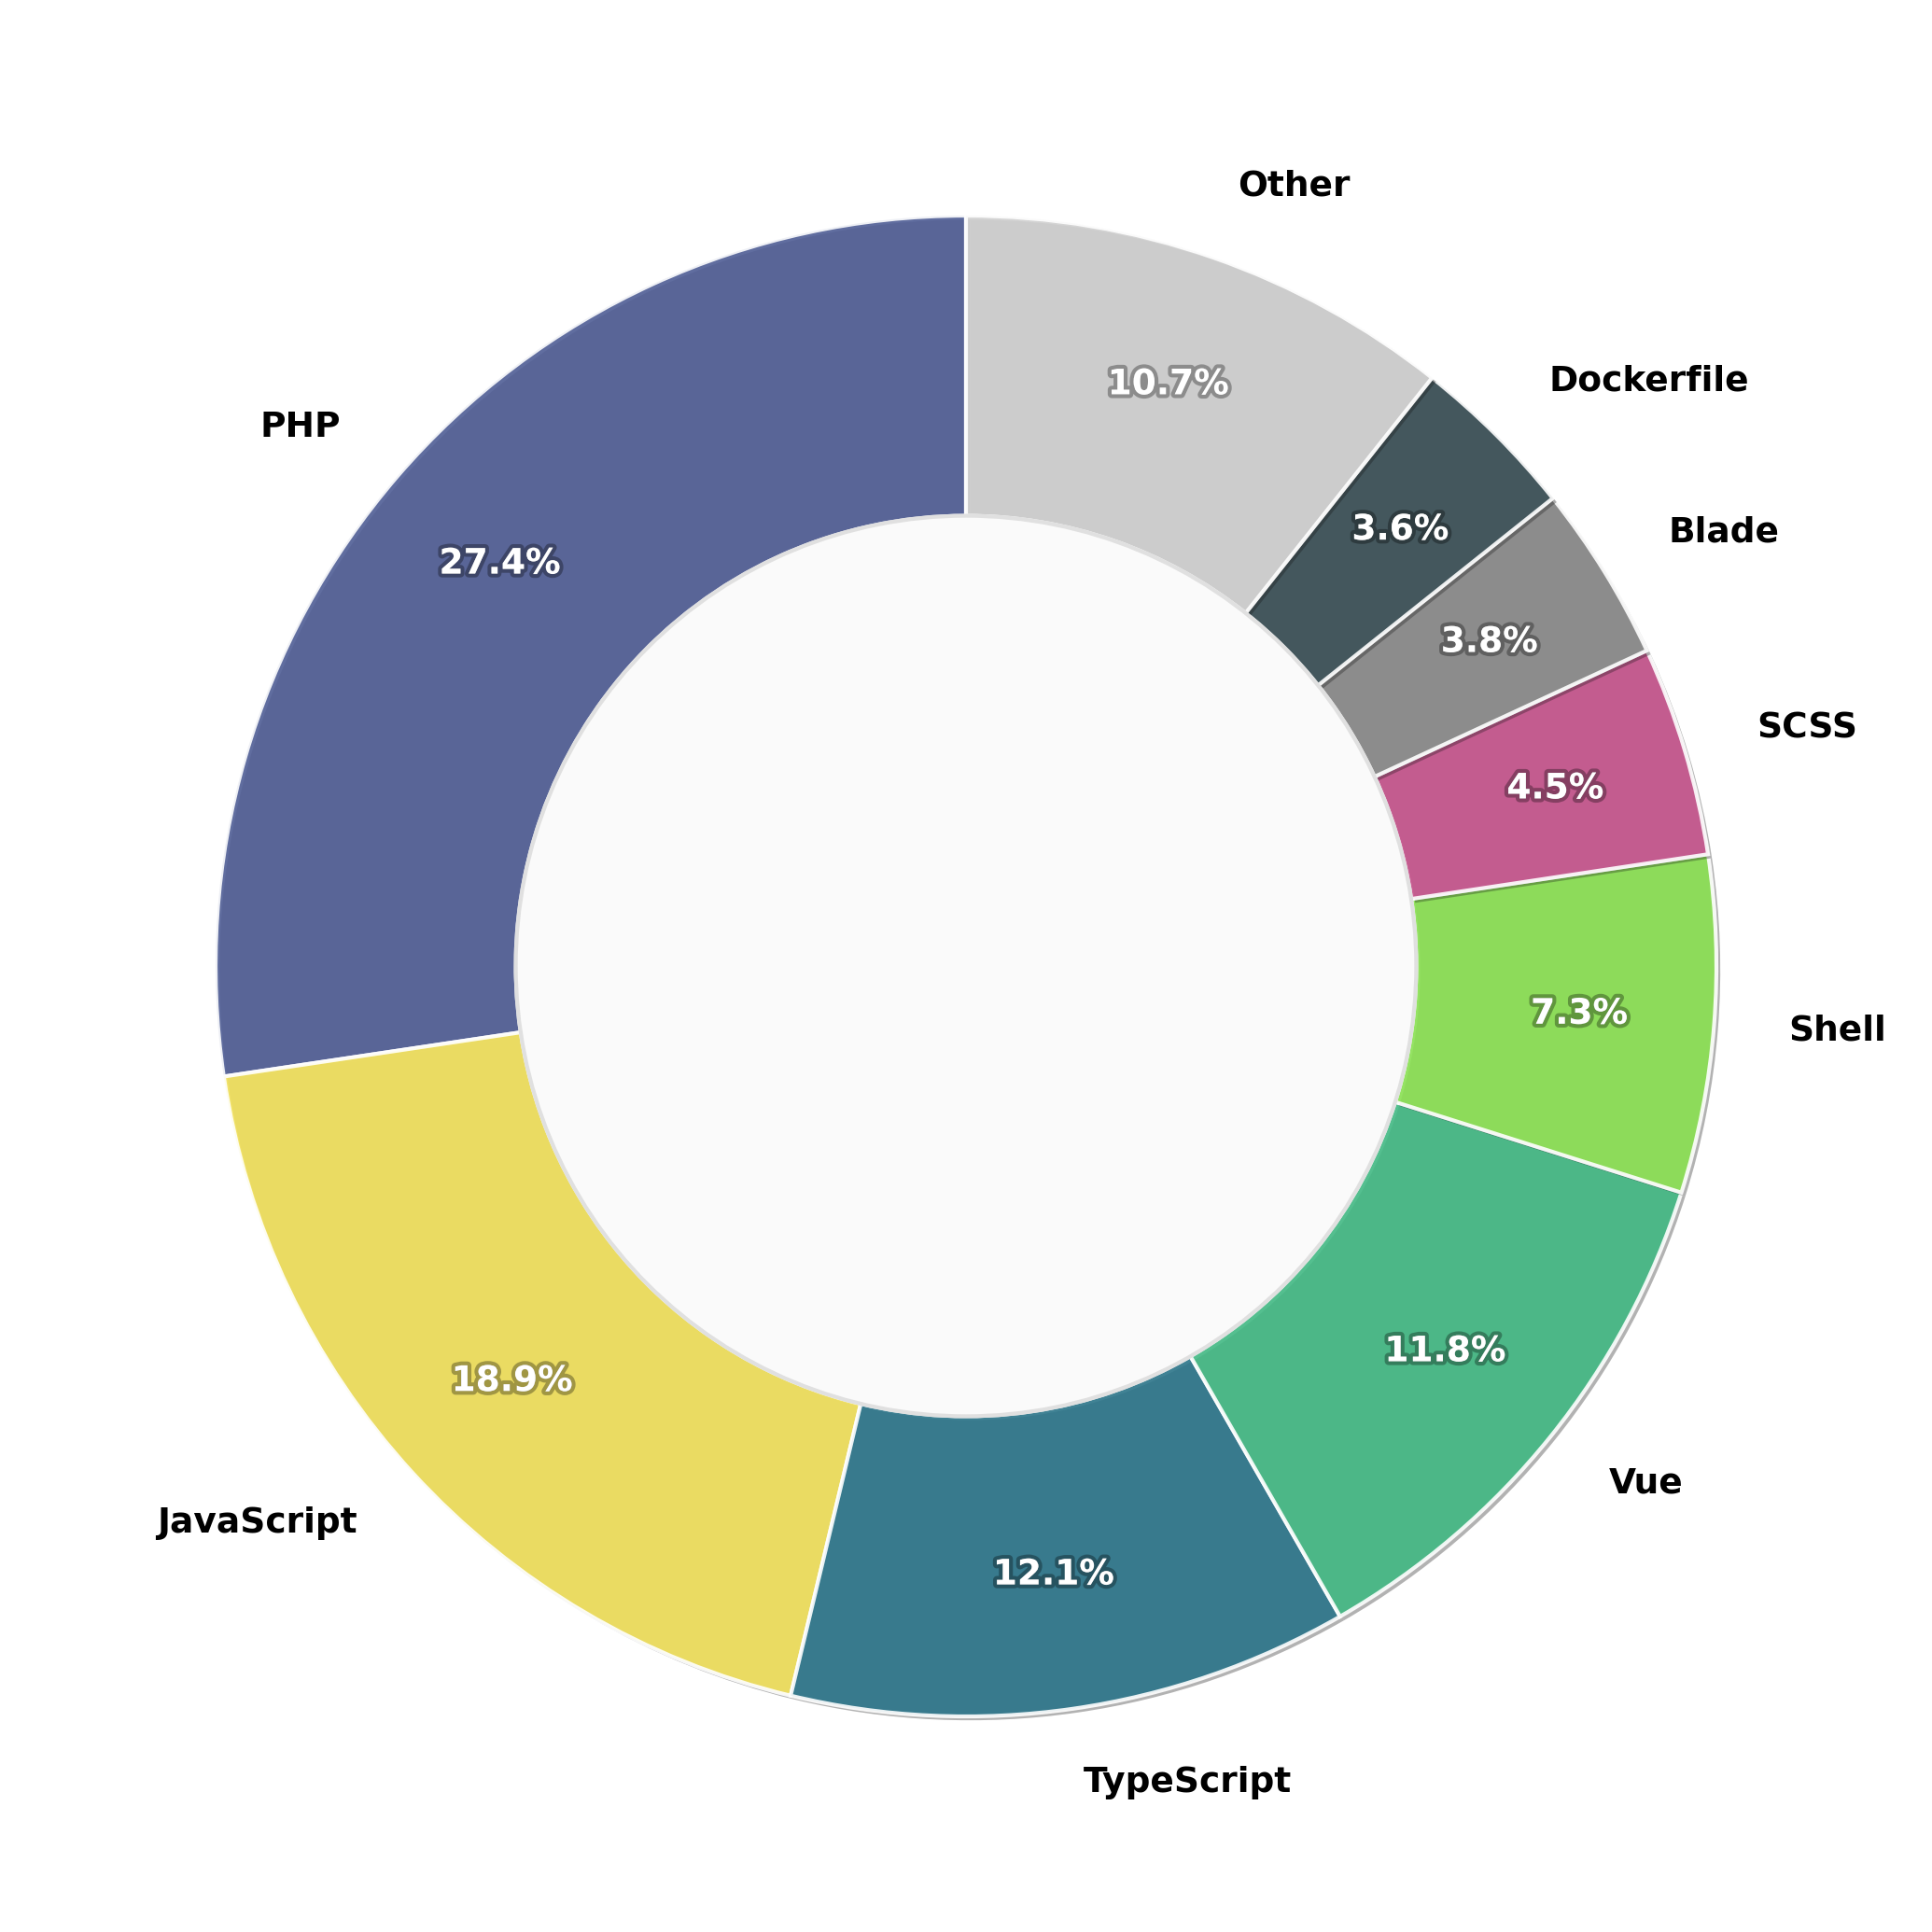 Other
10.7%
Dockerfile
3.6%
Blade
3.8%
SCSS
4.5%
Shell
7.3%
Vue
11.8%
TypeScript
12.1%
JavaScript
18.9%
PHP
27.4%